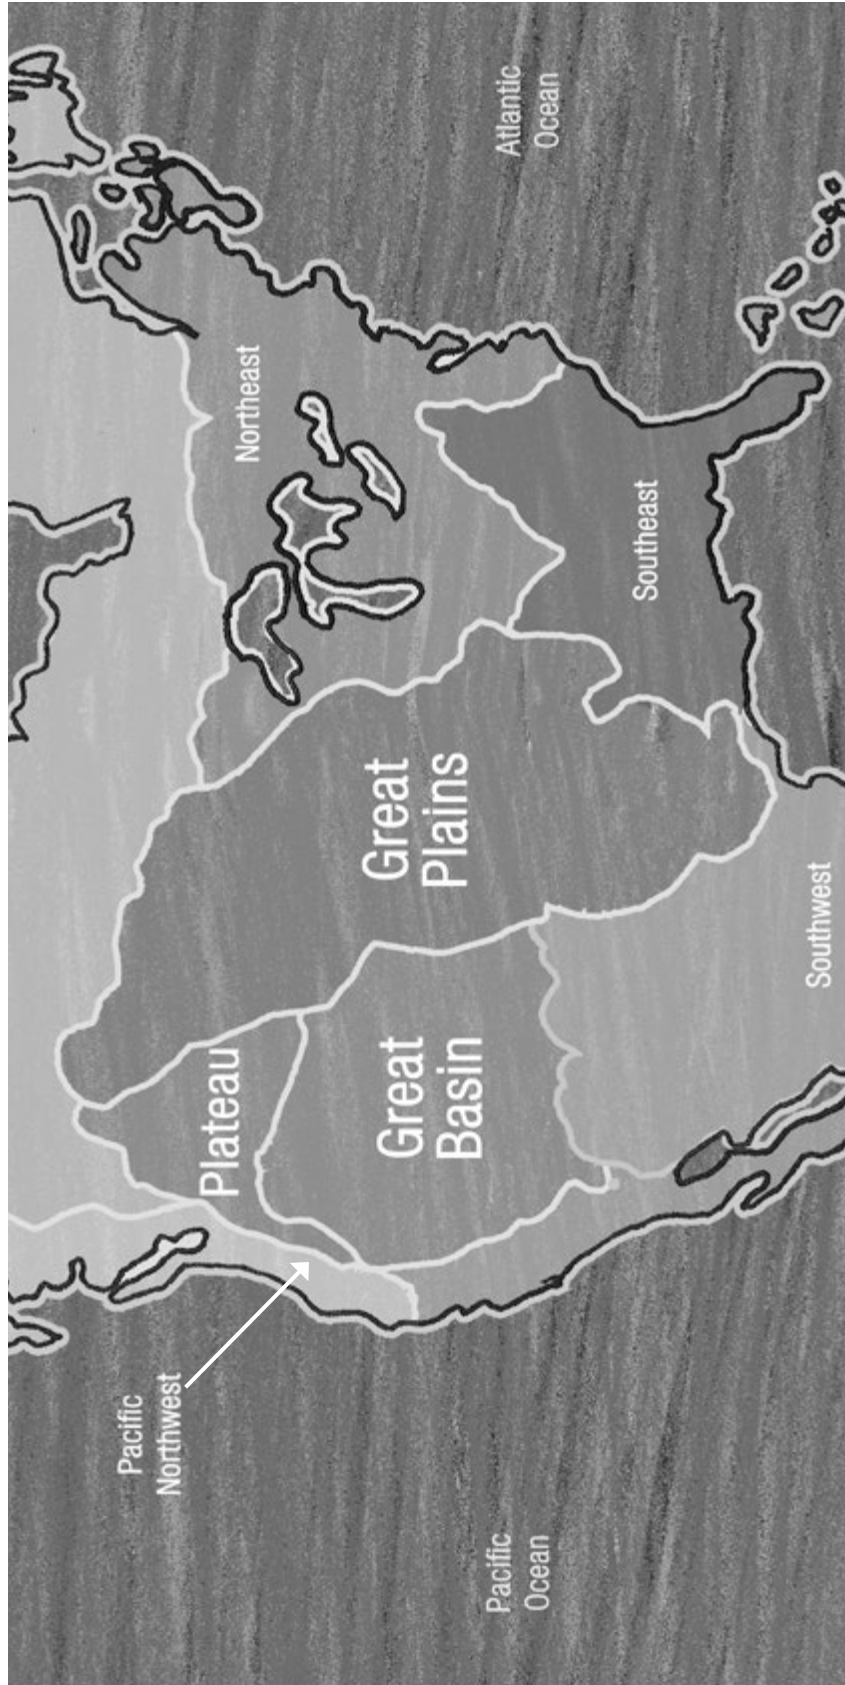 Pacific
Northwest
Plateau
Great
Basin
Great
Plains
Northeast
Southeast
Southwest
Pacific
Ocean
Atlantic
Ocean